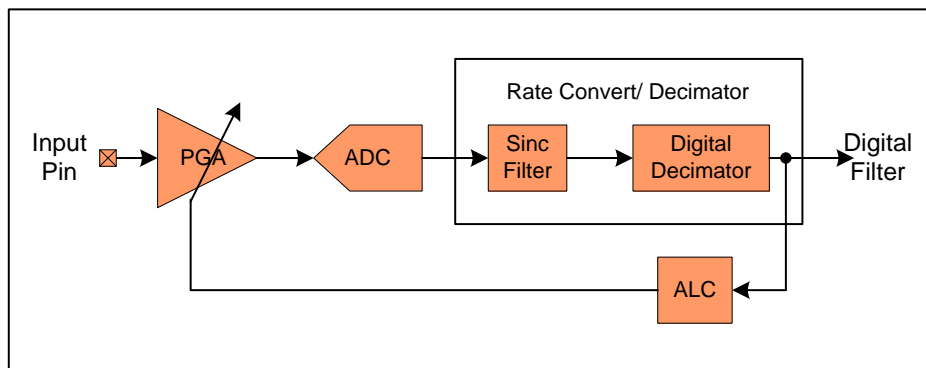 Rate Convert/ Decimator
Input
Pin
PGA
ADC
Sinc
Filter
Digital
Decimator
Digital
Filter
ALC